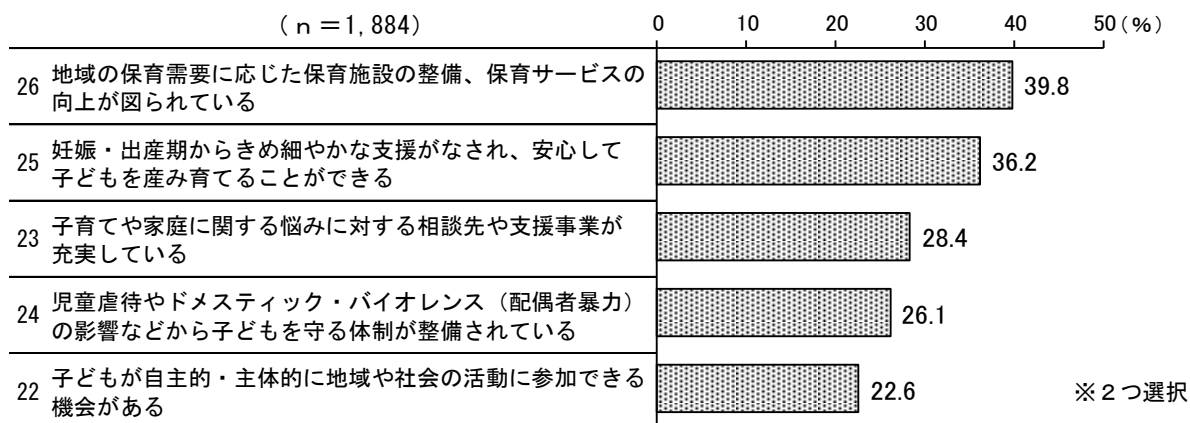 (ｎ＝1,884)
0 10 20 30 40 50(％)
26 地域の保育需要に応じた保育施設の整備、保育サービスの
向上が図られている
39.8
25 妊娠・出産期からきめ細やかな支援がなされ、安心して
子どもを産み育てることができる
36.2
23 子育てや家庭に関する悩みに対する相談先や支援事業が
充実している
28.4
24 児童虐待やドメスティック・バイオレンス（配偶者暴力）
の影響などから子どもを守る体制が整備されている
26.1
22 子どもが自主的・主体的に地域や社会の活動に参加できる
機会がある
22.6
※２つ選択